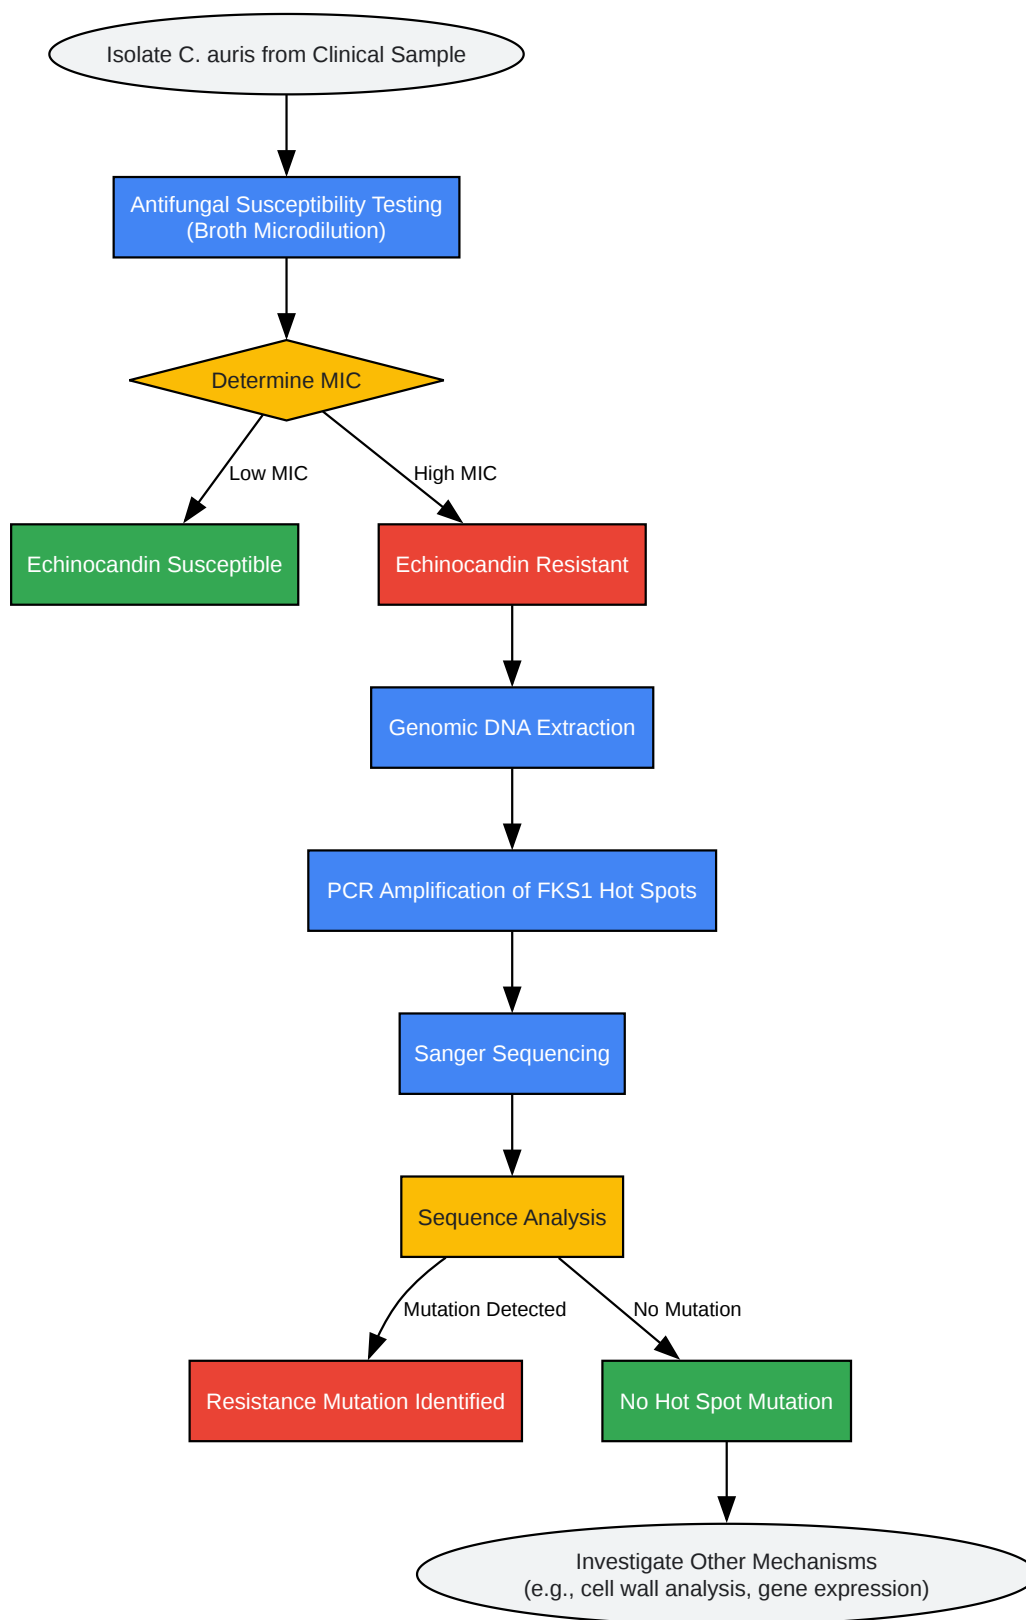 Isolate C. auris from Clinical Sample
Antifungal Susceptibility Testing
(Broth Microdilution)
Determine MIC
Low MIC
High MIC
Echinocandin Susceptible
Echinocandin Resistant
Genomic DNA Extraction
PCR Amplification of FKS1 Hot Spots
Sanger Sequencing
Sequence Analysis
Mutation Detected
No Mutation
Resistance Mutation Identified
No Hot Spot Mutation
Investigate Other Mechanisms
(e.g., cell wall analysis, gene expression)